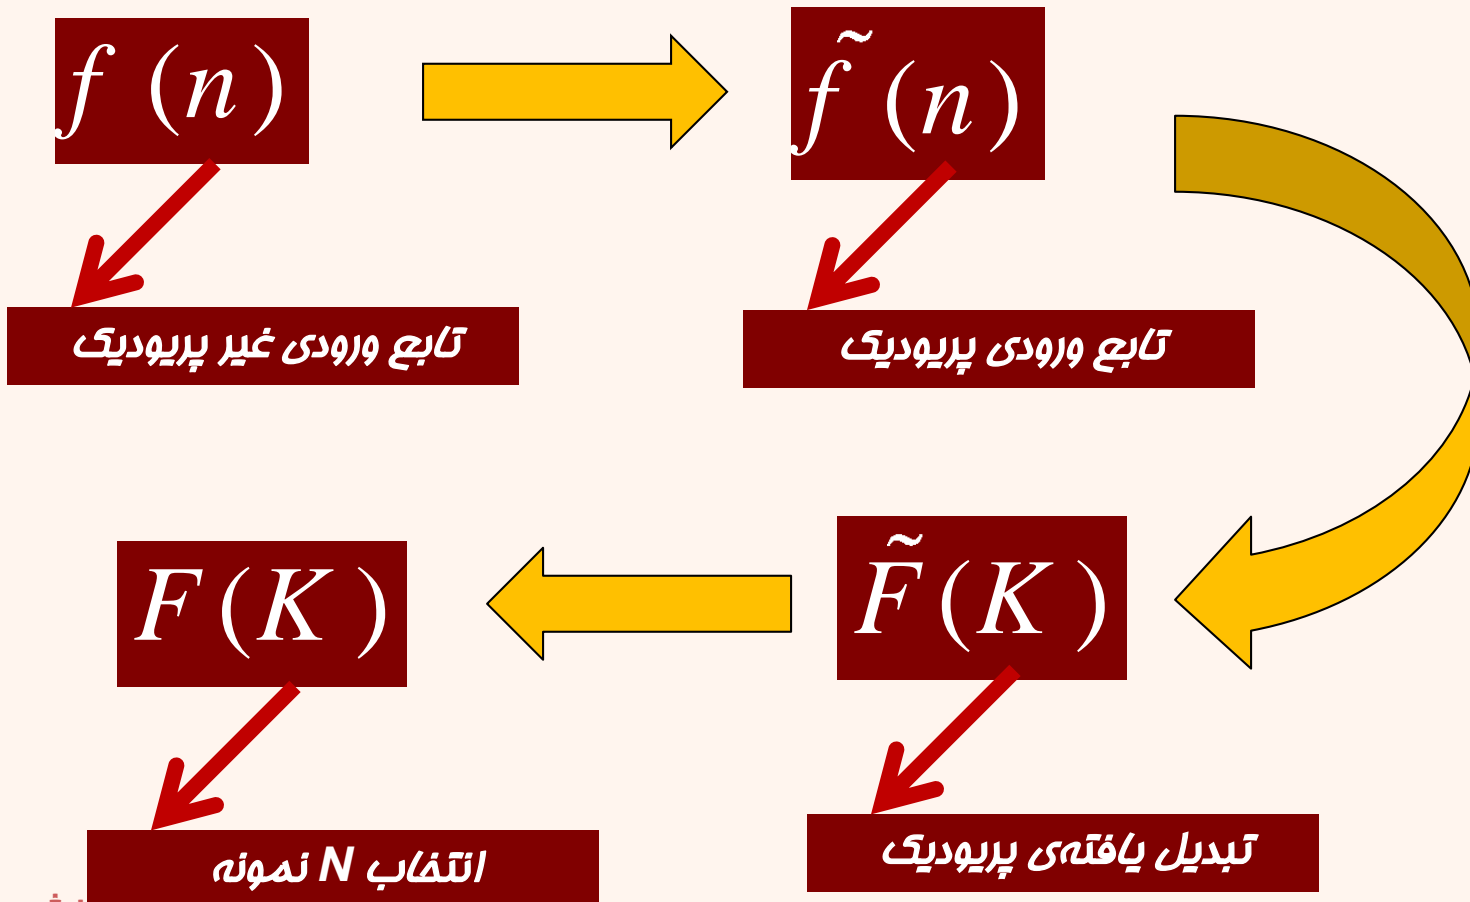 f (n)
f̃ (n)
تابع ورودی غیر پریودیک
تابع ورودی پریودیک
F̃ (K)
F (K)
تبدیل یافته‌ی پریودیک
انتخاب N نمونه